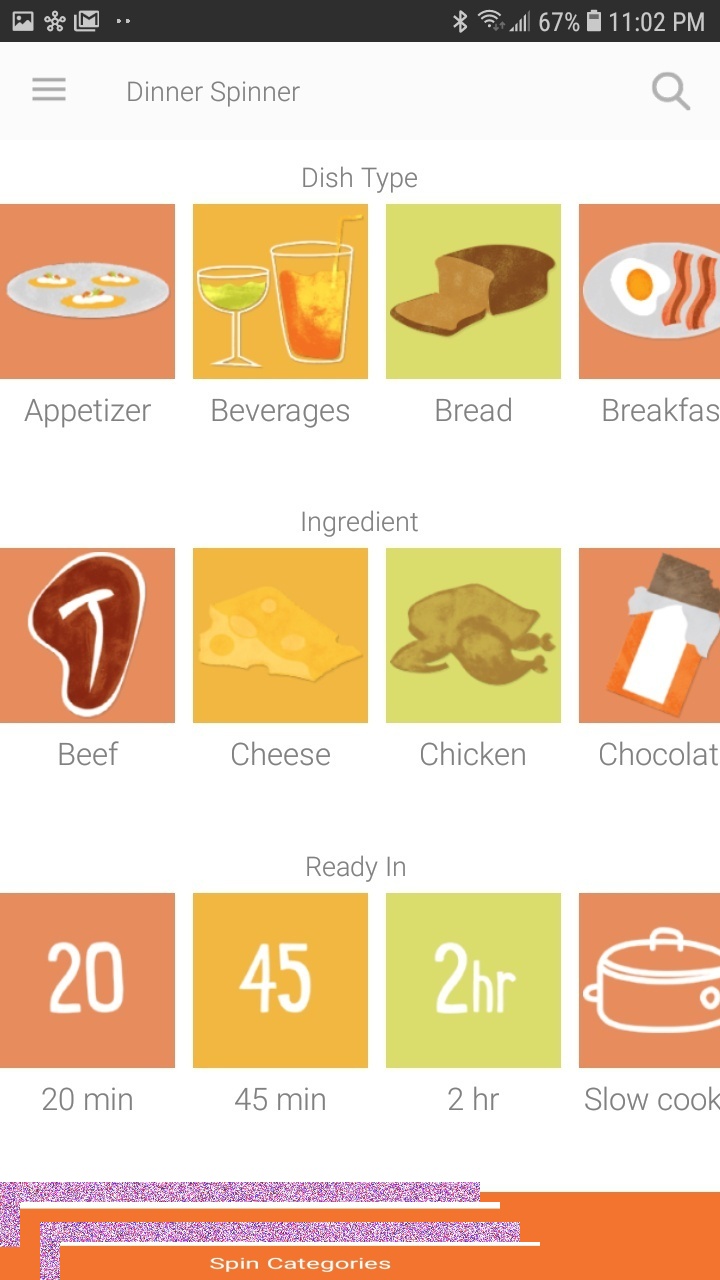 67% 11:02 PM
Dinner Spinner
Dish Type
Appetizer Beverages Bread Breakfas
Ingredient
Beef Cheese Chicken Chocolat
Ready In
20 45 2hr
20 min 45 min 2 hr Slow cook
Spin Categories